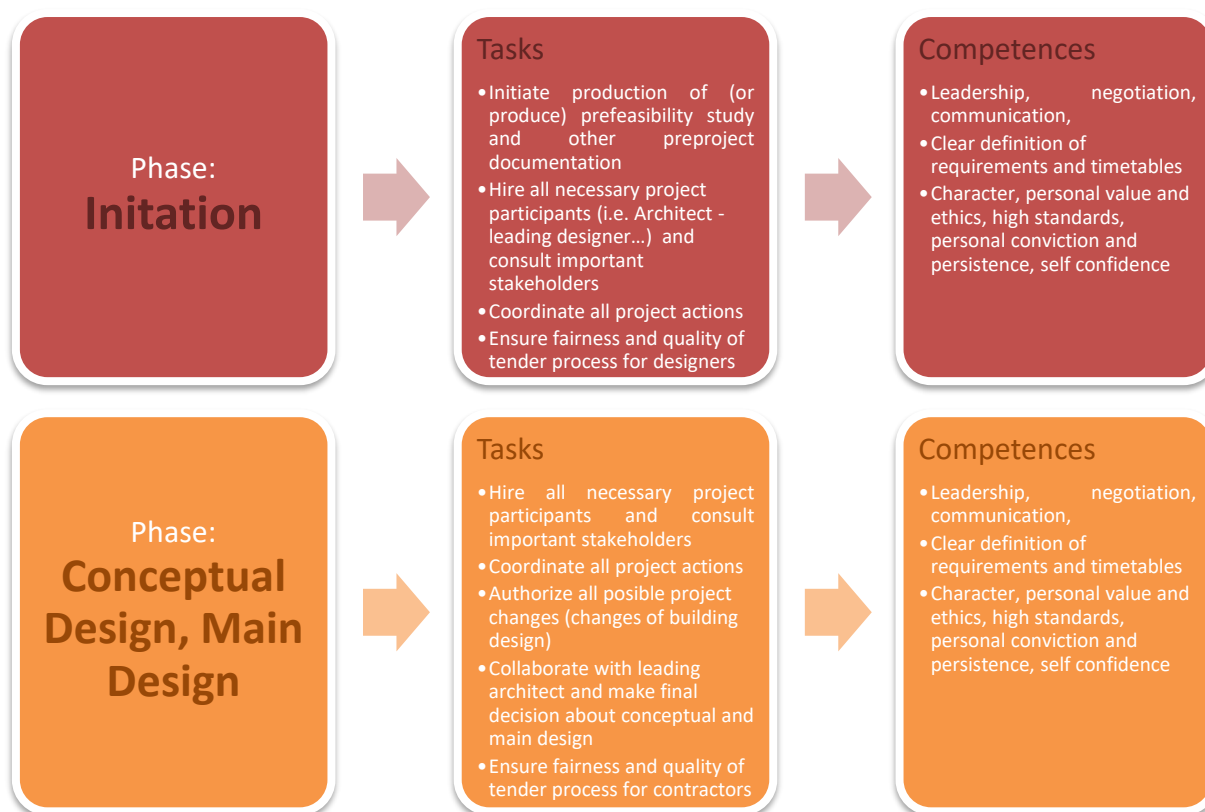 Phase:
Initation
Tasks
•Initiate production of (or
produce) prefeasibility study
and other preproject
documentation
•Hire all necessary project
participants (i.e. Architect -
leading designer...) and
consult important
stakeholders
•Coordinate all project actions
•Ensure fairness and quality of
tender process for designers
Competences
•Leadership, negotiation,
communication,
•Clear definition of
requirements and timetables
•Character, personal value and
ethics, high standards,
personal conviction and
persistence, self confidence
Phase:
Conceptual
Design, Main
Design
Tasks
•Hire all necessary project
participants and consult
important stakeholders
•Coordinate all project actions
•Authorize all posible project
changes (changes of building
design)
•Collaborate with leading
architect and make final
decision about conceptual and
main design
•Ensure fairness and quality of
tender process for contractors
Competences
•Leadership, negotiation,
communication,
•Clear definition of
requirements and timetables
•Character, personal value and
ethics, high standards,
personal conviction and
persistence, self confidence